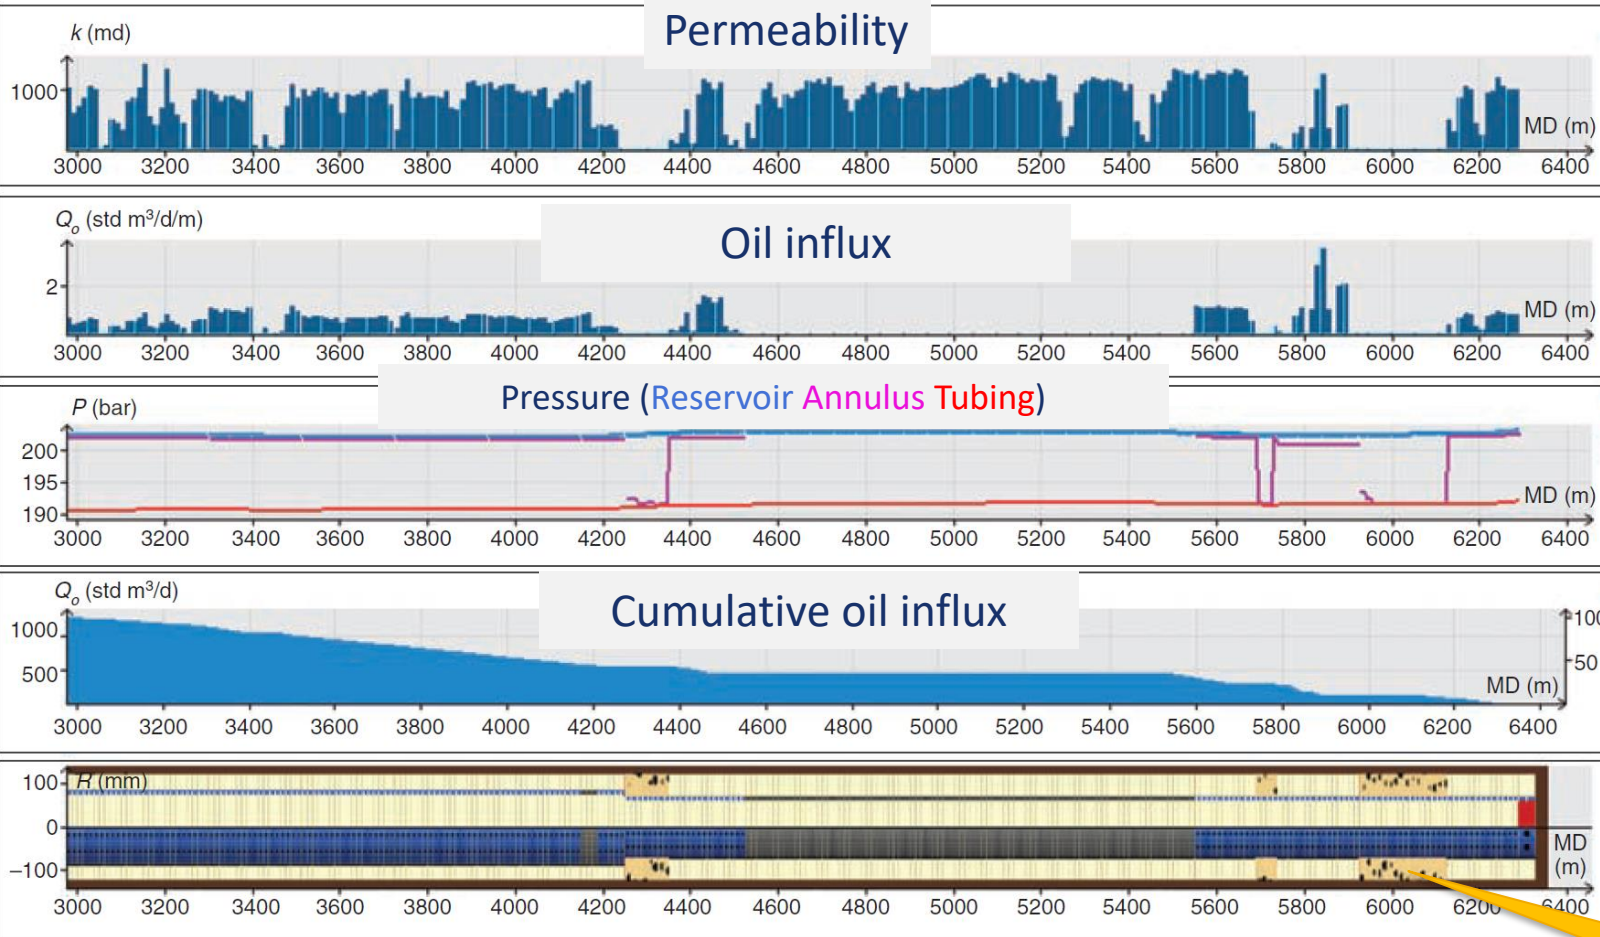 Permeability
k (md)
1000
MD (m)
3000 3200 3400 3600 3800 4000 4200 4400 4600 4800 5000 5200 5400 5600 5800 6000 6200 6400
Qo (std m³/d/m)
Oil influx
2
MD (m)
3000 3200 3400 3600 3800 4000 4200 4400 4600 4800 5000 5200 5400 5600 5800 6000 6200 6400
Pressure (Reservoir Annulus Tubing)
P (bar)
200
195
190
MD (m)
3000 3200 3400 3600 3800 4000 4200 4400 4600 4800 5000 5200 5400 5600 5800 6000 6200 6400
Qo (std m³/d)
Cumulative oil influx
1000
500
100
50
MD (m)
3000 3200 3400 3600 3800 4000 4200 4400 4600 4800 5000 5200 5400 5600 5800 6000 6200 6400
100
R (mm)
0
−100
MD
(m)
3000 3200 3400 3600 3800 4000 4200 4400 4600 4800 5000 5200 5400 5600 5800 6000 6200 6400